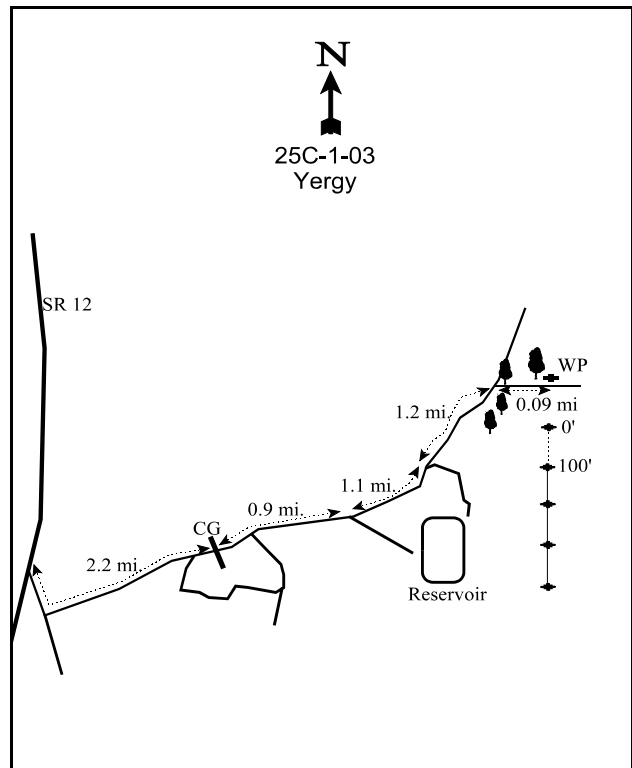 N
25C-1-03
Yergy
SR 12
WP
1.2 mi.
0.09 mi
0'
100'
1.1 mi.
0.9 mi.
CG
2.2 mi.
Reservoir